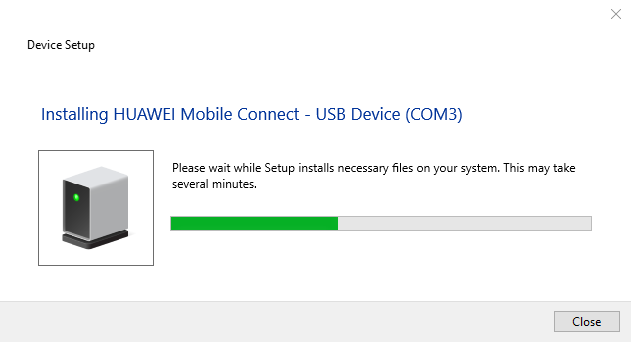 Device Setup
Installing HUAWEI Mobile Connect - USB Device (COM3)
Please wait while Setup installs necessary files on your system. This may take
several minutes.
Close